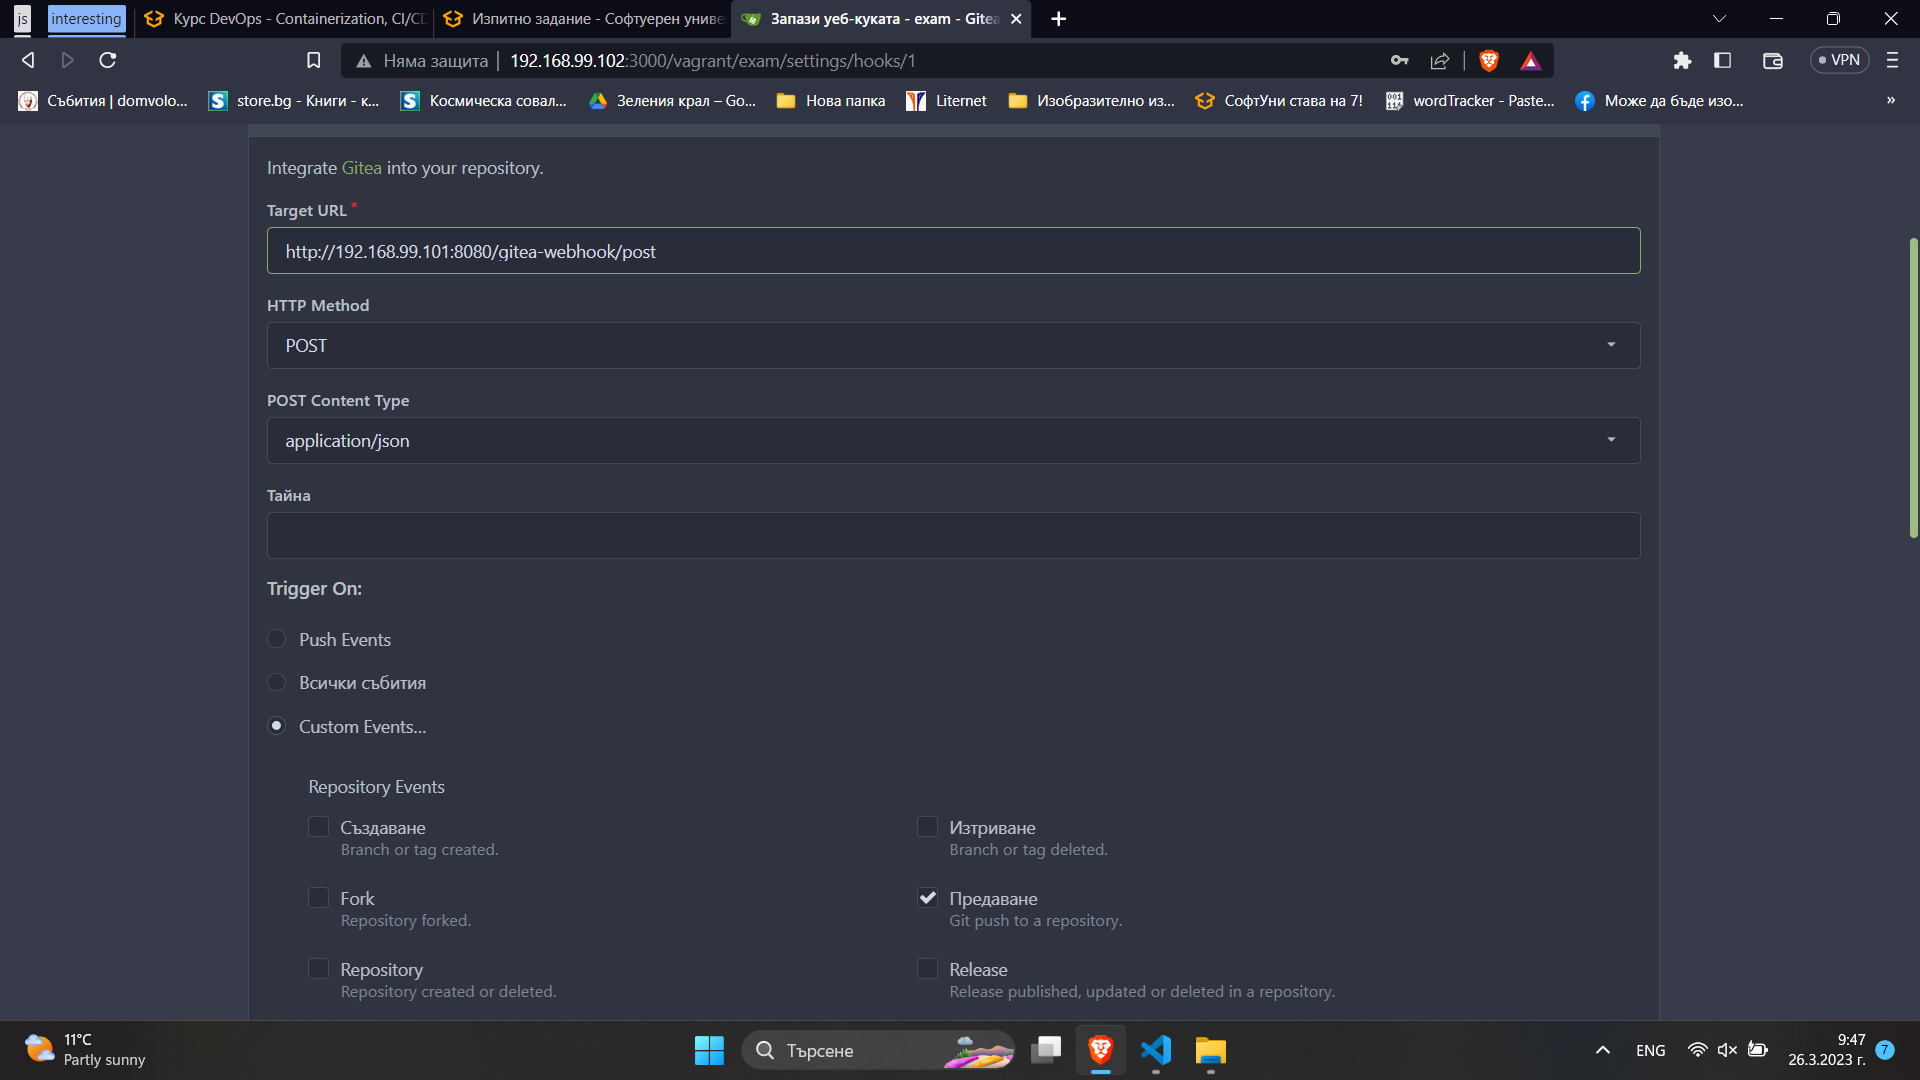 js
interesting
Курс DevOps - Containerization, CI/CD
Изпитно задание - Софтуерен униве
Запази уеб-куката - exam - Gitea
Няма защита
192.168.99.102:3000/vagrant/exam/settings/hooks/1
VPN
Събития | domvolo...
store.bg - Книги - к...
Космическа совал...
Зеления крал – Go...
Нова папка
Liternet
Изобразително из...
СофтУни става на 7!
wordTracker - Paste...
Може да бъде изо...
»
Integrate Gitea into your repository.
Target URL *
http://192.168.99.101:8080/gitea-webhook/post
HTTP Method
POST
POST Content Type
application/json
Тайна
Trigger On:
Push Events
Всички събития
Custom Events...
Repository Events
Създаване
Branch or tag created.
Изтриване
Branch or tag deleted.
Fork
Repository forked.
Предаване
Git push to a repository.
Repository
Repository created or deleted.
Release
Release published, updated or deleted in a repository.
11°C
Partly sunny
Търсене
ENG
9:47
26.3.2023 г.
7